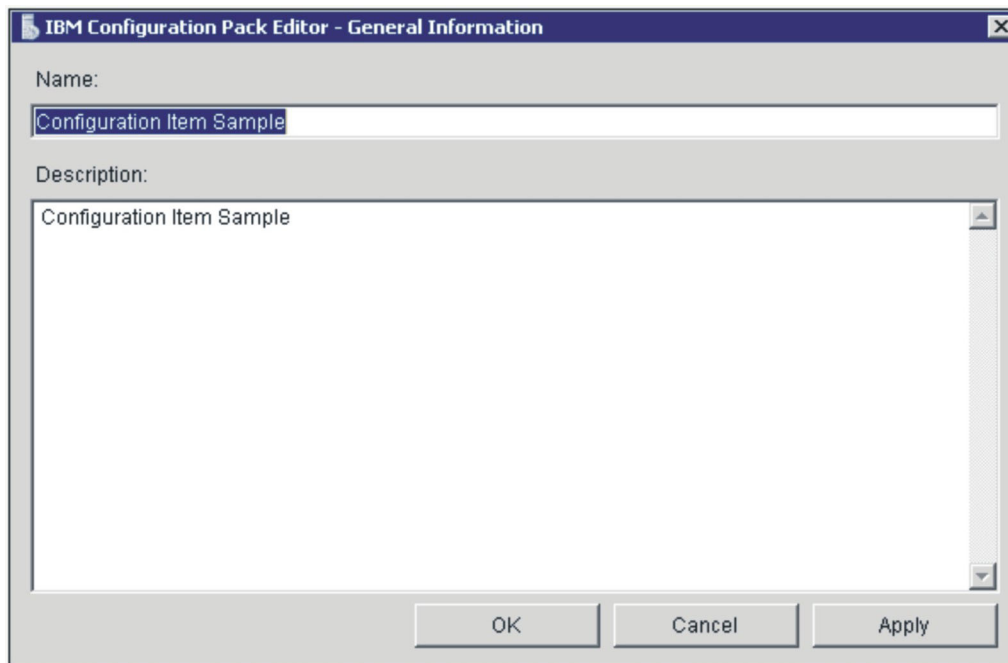 IBM Configuration Pack Editor - General Information
Name:
Configuration Item Sample
Description:
Configuration Item Sample
OK
Cancel
Apply